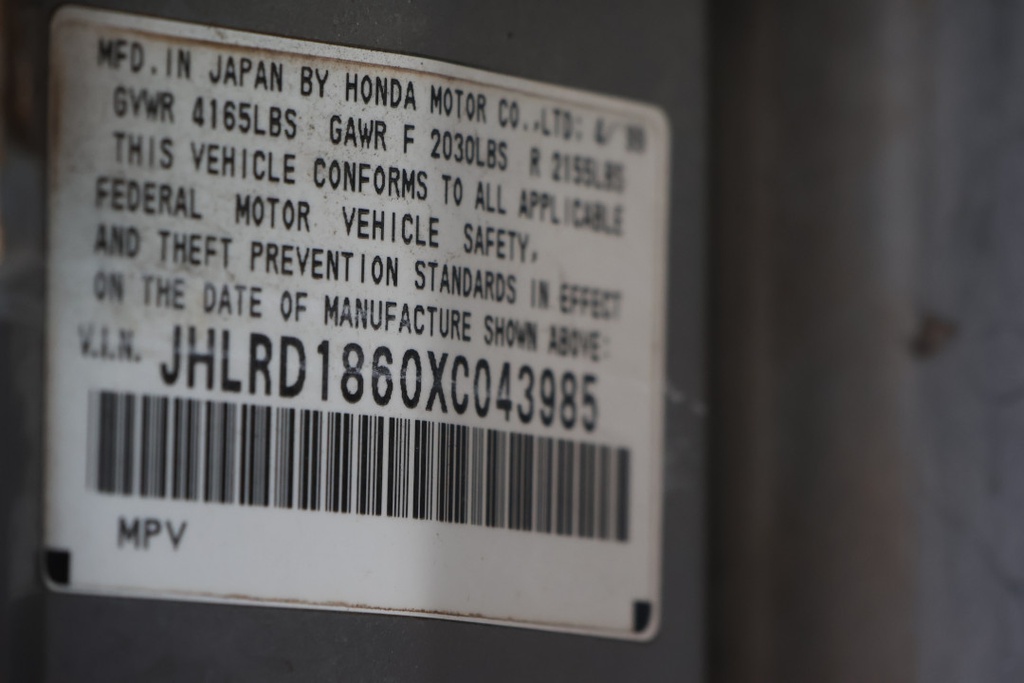 MFD. IN JAPAN BY HONDA MOTOR CO.,LTD: 4/ 99
GVWR 4165LBS GAWR F 2030LBS R 2155LBS
THIS VEHICLE CONFORMS TO ALL APPLICABLE
FEDERAL MOTOR VEHICLE SAFETY,
AND THEFT PREVENTION STANDARDS IN EFFECT
ON THE DATE OF MANUFACTURE SHOWN ABOVE:
V.I.N. JHLRD1860XC043985
MPV